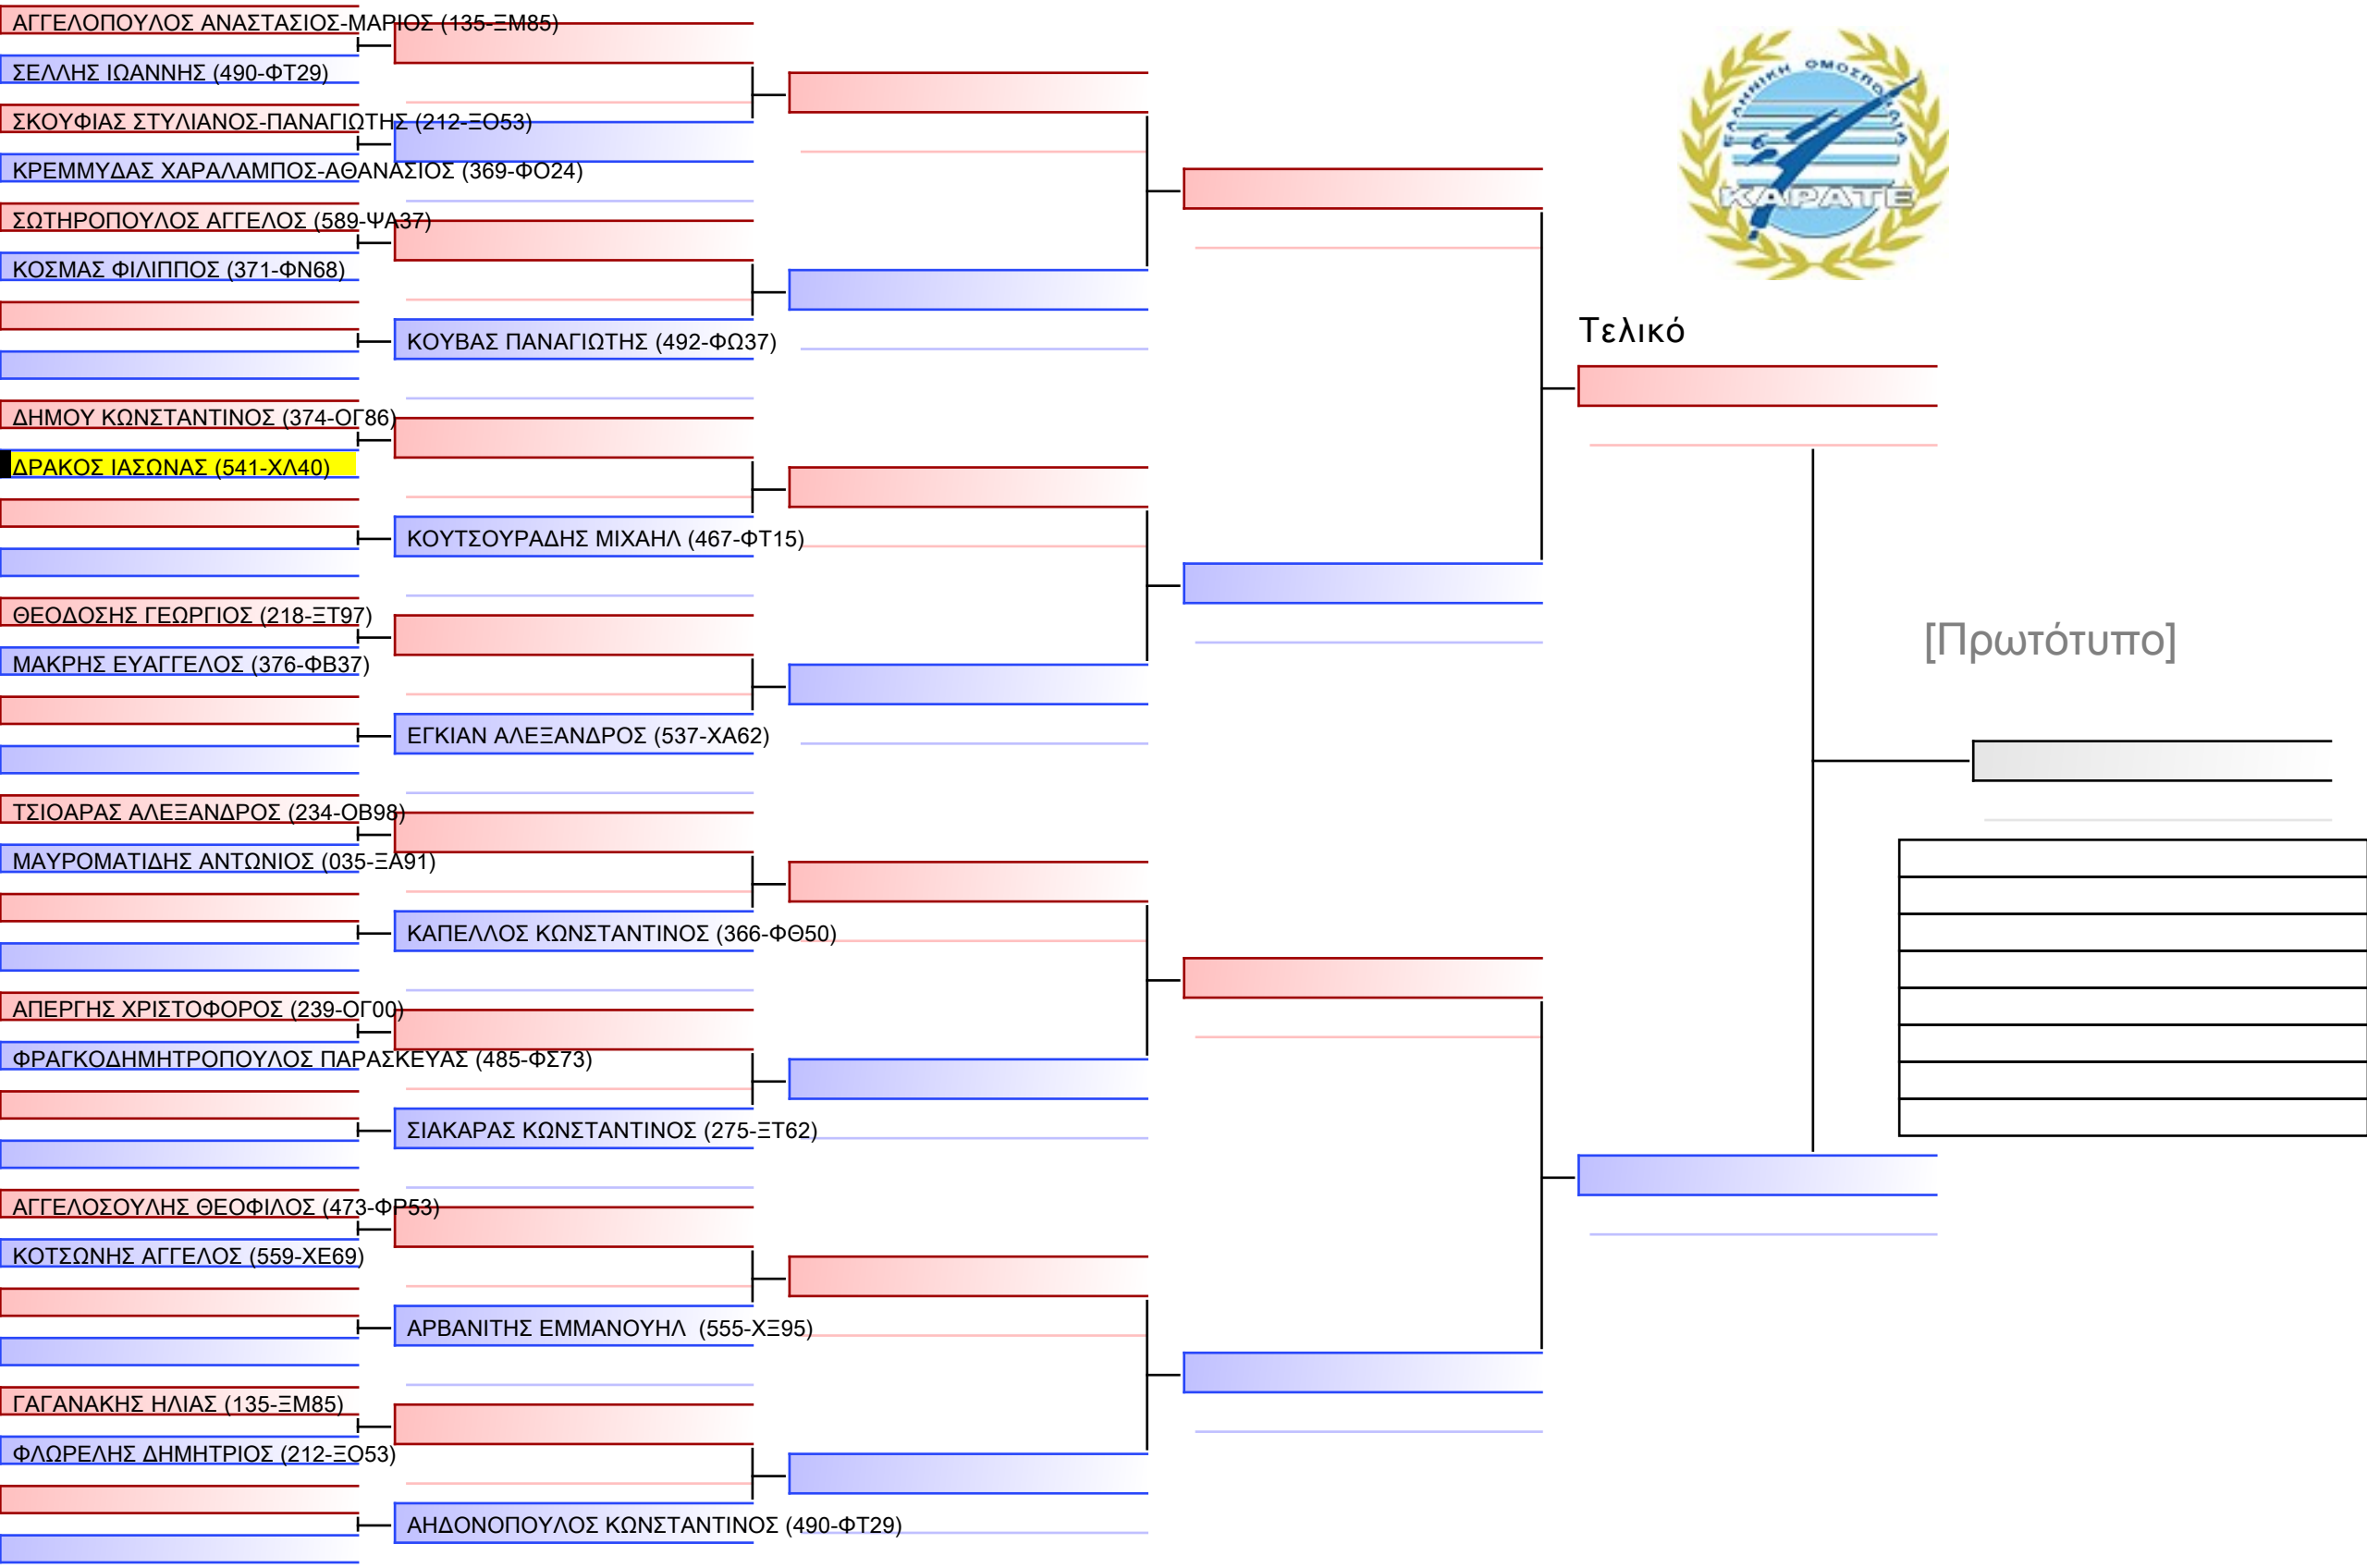 ΑΓΓΕΛΟΠΟΥΛΟΣ ΑΝΑΣΤΑΣΙΟΣ-ΜΑΡΙΟΣ (135-ΞΜ85)
ΣΕΛΛΗΣ ΙΩΑΝΝΗΣ (490-ΦΤ29)
ΣΚΟΥΦΙΑΣ ΣΤΥΛΙΑΝΟΣ-ΠΑΝΑΓΙΩΤΗΣ (212-ΞΟ53)
ΚΡΕΜΜΥΔΑΣ ΧΑΡΑΛΑΜΠΟΣ-ΑΘΑΝΑΣΙΟΣ (369-ΦΟ24)
ΣΩΤΗΡΟΠΟΥΛΟΣ ΑΓΓΕΛΟΣ (589-ΨΑ37)
ΚΟΣΜΑΣ ΦΙΛΙΠΠΟΣ (371-ΦΝ68)
ΔΗΜΟΥ ΚΩΝΣΤΑΝΤΙΝΟΣ (374-ΟΓ86)
ΔΡΑΚΟΣ ΙΑΣΩΝΑΣ (541-ΧΛ40)
ΘΕΟΔΟΣΗΣ ΓΕΩΡΓΙΟΣ (218-ΞΤ97)
ΜΑΚΡΗΣ ΕΥΑΓΓΕΛΟΣ (376-ΦΒ37)
ΤΣΙΟΑΡΑΣ ΑΛΕΞΑΝΔΡΟΣ (234-ΟΒ98)
ΜΑΥΡΟΜΑΤΙΔΗΣ ΑΝΤΩΝΙΟΣ (035-ΞΑ91)
ΑΠΕΡΓΗΣ ΧΡΙΣΤΟΦΟΡΟΣ (239-ΟΓ00)
ΦΡΑΓΚΟΔΗΜΗΤΡΟΠΟΥΛΟΣ ΠΑΡΑΣΚΕΥΑΣ (485-ΦΣ73)
ΑΓΓΕΛΟΣΟΥΛΗΣ ΘΕΟΦΙΛΟΣ (473-ΦΡ53)
ΚΟΤΣΩΝΗΣ ΑΓΓΕΛΟΣ (559-ΧΕ69)
ΓΑΓΑΝΑΚΗΣ ΗΛΙΑΣ (135-ΞΜ85)
ΦΛΩΡΕΛΗΣ ΔΗΜΗΤΡΙΟΣ (212-ΞΟ53)
ΚΟΥΒΑΣ ΠΑΝΑΓΙΩΤΗΣ (492-ΦΩ37)
ΚΟΥΤΣΟΥΡΑΔΗΣ ΜΙΧΑΗΛ (467-ΦΤ15)
ΕΓΚΙΑΝ ΑΛΕΞΑΝΔΡΟΣ (537-ΧΑ62)
ΚΑΠΕΛΛΟΣ ΚΩΝΣΤΑΝΤΙΝΟΣ (366-ΦΘ50)
ΣΙΑΚΑΡΑΣ ΚΩΝΣΤΑΝΤΙΝΟΣ (275-ΞΤ62)
ΑΡΒΑΝΙΤΗΣ ΕΜΜΑΝΟΥΗΛ (555-ΧΞ95)
ΑΗΔΟΝΟΠΟΥΛΟΣ ΚΩΝΣΤΑΝΤΙΝΟΣ (490-ΦΤ29)
ΕΛΛΗΝΙΚΗ ΟΜΟΣΠΟΝΔΙΑ
ΚΑΡΑΤΕ
Τελικό
[Πρωτότυπο]